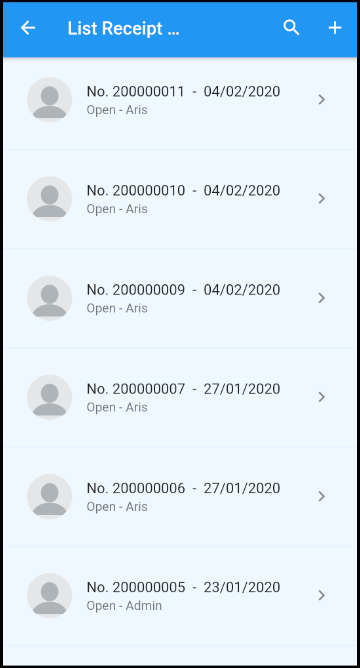 List Receipt ...
No. 200000011 - 04/02/2020
Open - Aris
No. 200000010 - 04/02/2020
Open - Aris
No. 200000009 - 04/02/2020
Open - Aris
No. 200000007 - 27/01/2020
Open - Aris
No. 200000006 - 27/01/2020
Open - Aris
No. 200000005 - 23/01/2020
Open - Admin